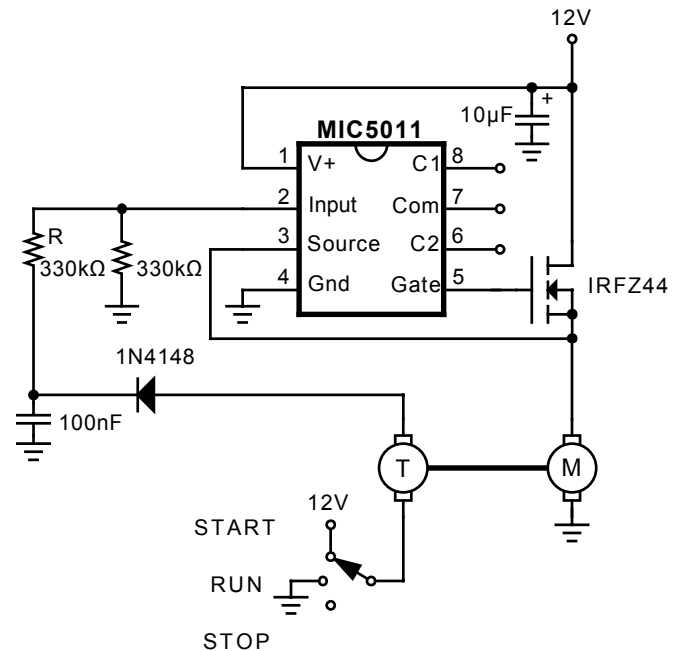 12V
10µF +
MIC5011
1 V+ C1 8
2 Input Com 7
3 Source C2 6
4 Gnd Gate 5
R
330kΩ 330kΩ
IRFZ44
1N4148
100nF
T M
12V
START
RUN
STOP